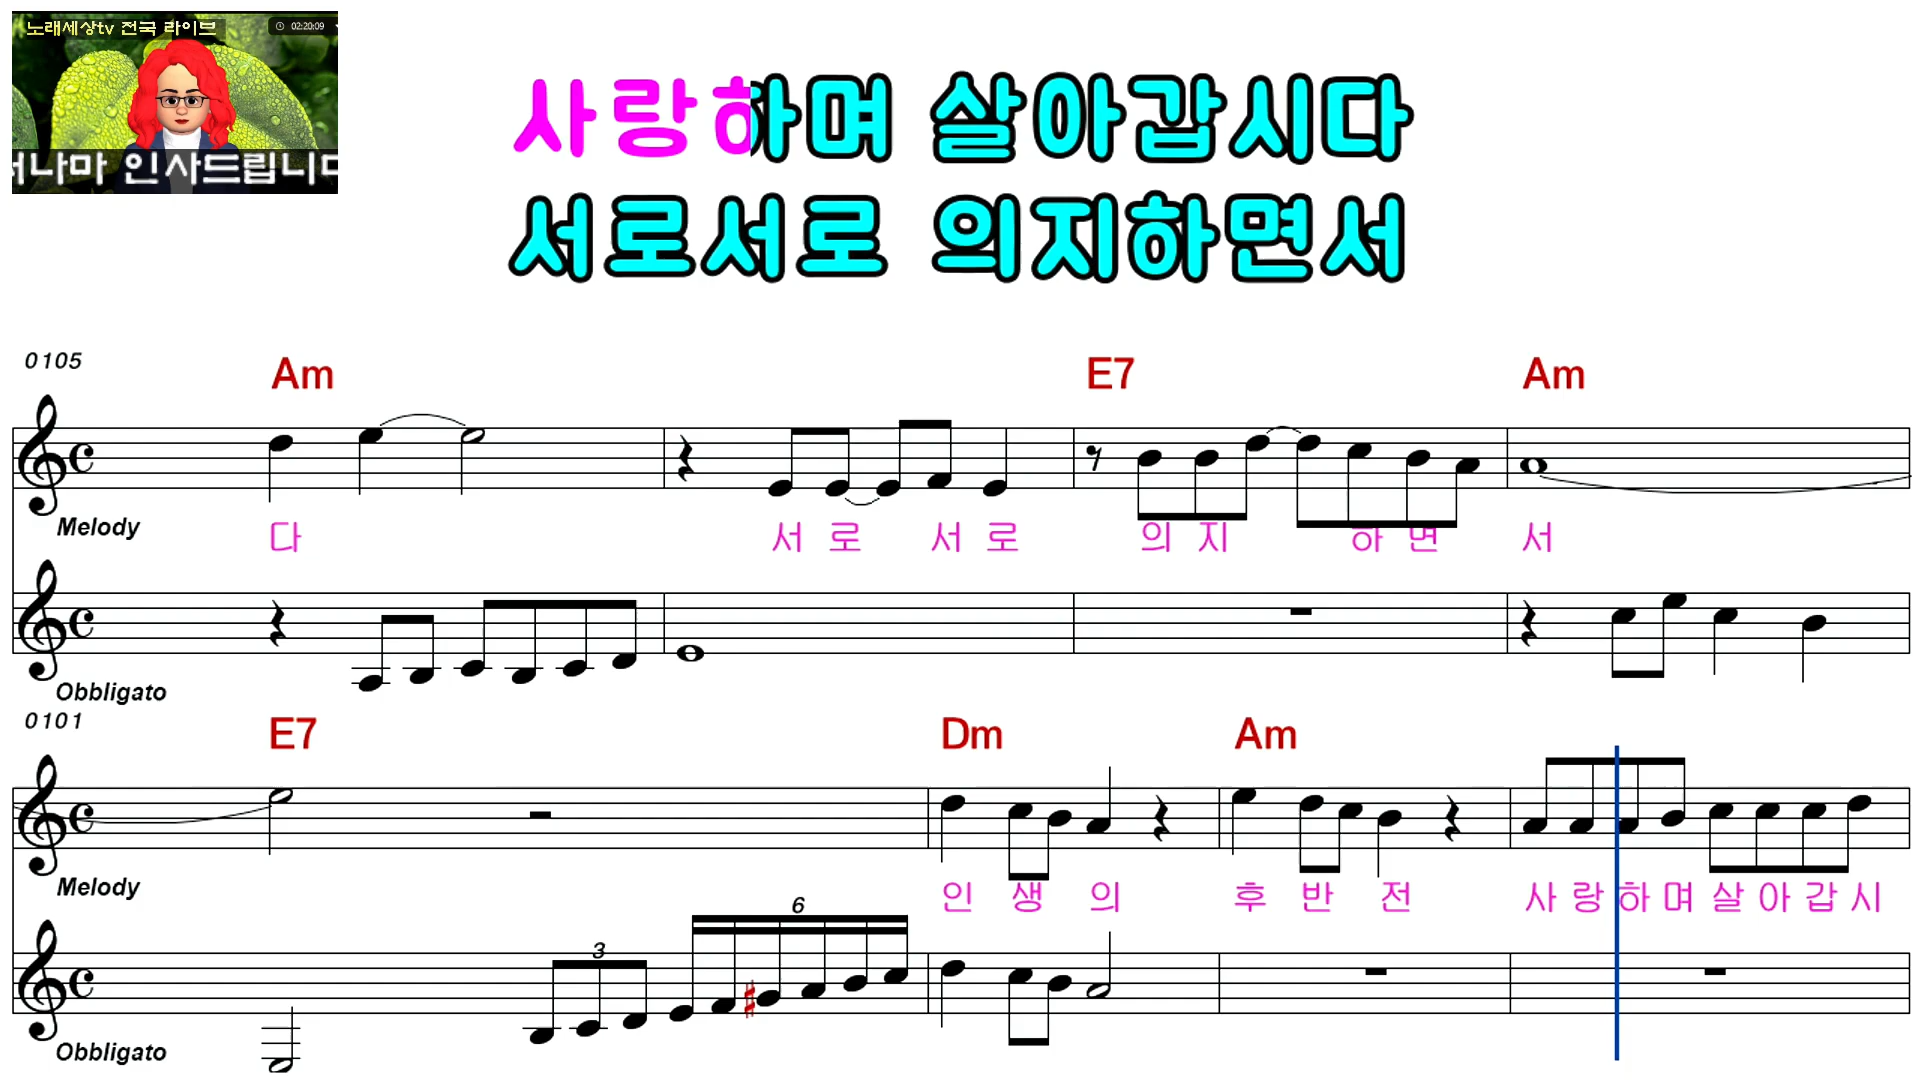 노래세상tv 전국 라이브
02:20:09
서나마 인사드립니다
사랑하며 살아갑시다
서로서로 의지하면서
0105
Am E7 Am
Melody
다 서로 서로 의지 하면 서
Obbligato
0101
E7 Dm Am
Melody
인 생 의 후 반 전 사 랑 하 며 살 아 갑 시
6
3
Obbligato